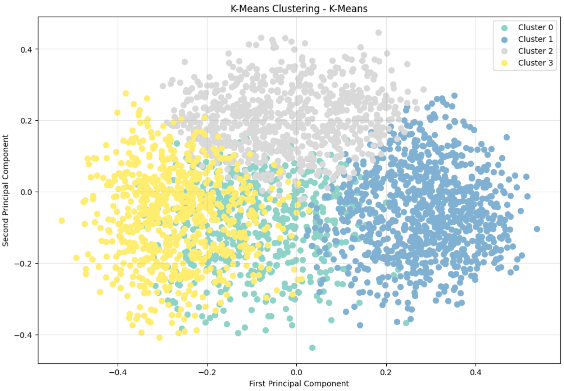 K-Means Clustering - K-Means
Cluster 0
Cluster 1
Cluster 2
Cluster 3
Second Principal Component
0.4
0.2
0.0
−0.2
−0.4
−0.4
−0.2
0.0
0.2
0.4
First Principal Component